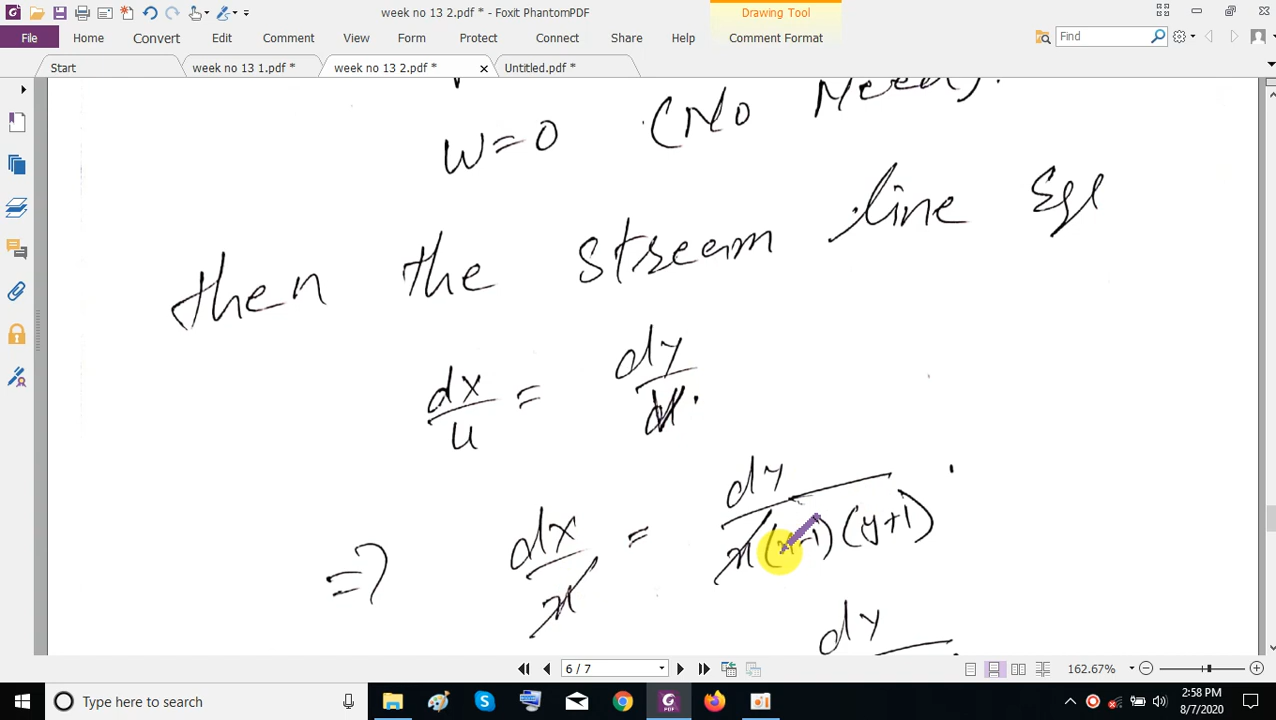 week no 13 2.pdf * - Foxit PhantomPDF
Drawing Tool
File Home Convert Edit Comment View Form Protect Connect Share Help Comment Format Find
Start week no 13 1.pdf * week no 13 2.pdf * Untitled.pdf *
w=0 (No Need).
then the stream line Eqs
dx/u = dy/
=> dx/x = dy/x(x-1)(y+1)
dy
6 / 7
162.67%
Type here to search
2:58 PM
8/7/2020